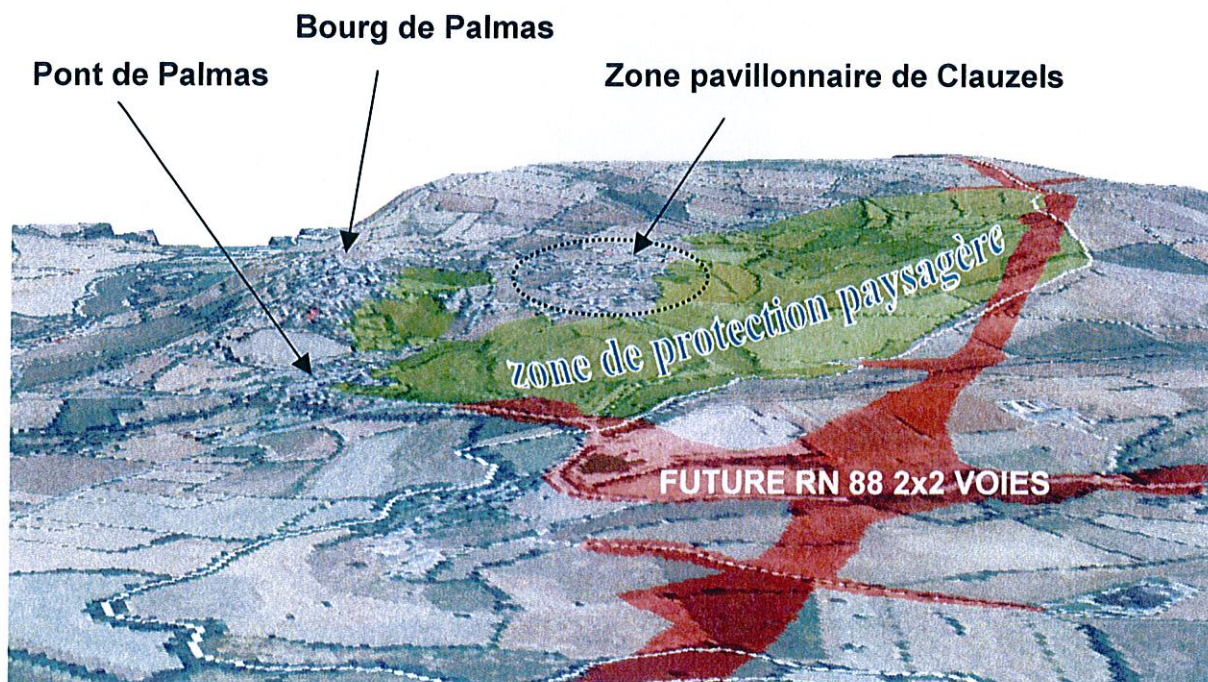 Bourg de Palmas
Pont de Palmas
Zone pavillonnaire de Clauzels
zone de protection paysagère
FUTURE RN 88 2x2 VOIES